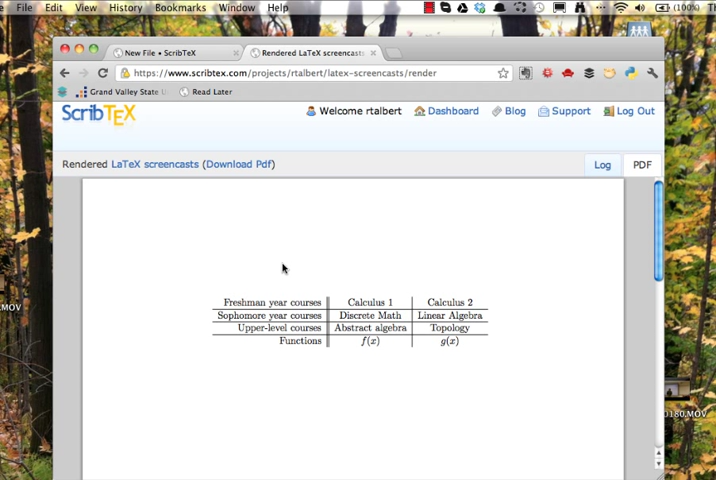 File Edit View History Bookmarks Window Help (100%)
New File • ScribTeX Rendered LaTeX screencasts
https://www.scribtex.com/projects/rtalbert/latex-screencasts/render
Grand Valley State U Read Later
ScribTEX Welcome rtalbert Dashboard Blog Support Log Out
Rendered LaTeX screencasts (Download Pdf) Log PDF
Freshman year courses Calculus 1 Calculus 2
Sophomore year courses Discrete Math Linear Algebra
Upper-level courses Abstract algebra Topology
Functions f(x) g(x)
.MOV
0180.MOV